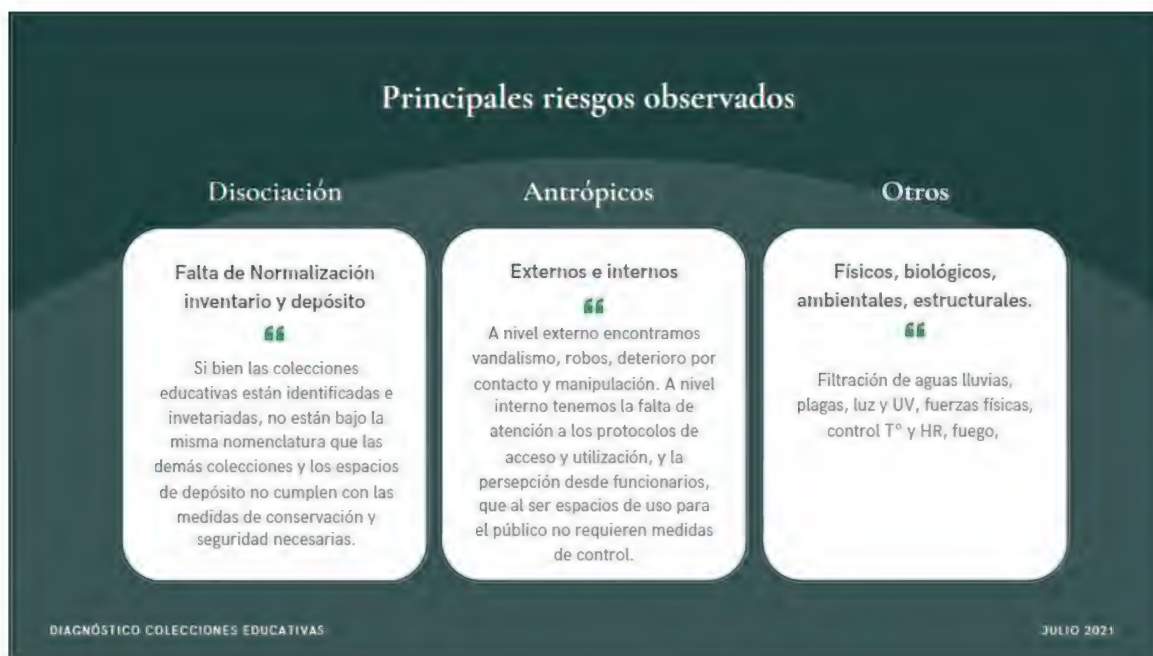 Principales riesgos observados
Disociación
Falta de Normalización
inventario y depósito
Si bien las colecciones
educativas están identificadas e
invetariadas, no están bajo la
misma nomenclatura que las
demás colecciones y los espacios
de depósito no cumplen con las
medidas de conservación y
seguridad necesarias.
Antrópicos
Externos e internos
A nivel externo encontramos
vandalismo, robos, deterioro por
contacto y manipulación. A nivel
interno tenemos la falta de
atención a los protocolos de
acceso y utilización, y la
persepción desde funcionarios,
que al ser espacios de uso para
el público no requieren medidas
de control.
Otros
Físicos, biológicos,
ambientales, estructurales.
Filtración de aguas lluvias,
plagas, luz y UV, fuerzas físicas,
control T° y HR, fuego,
DIAGNÓSTICO COLECCIONES EDUCATIVAS
JULIO 2021